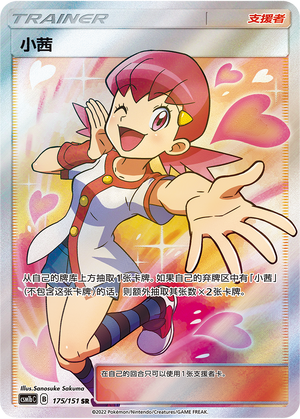 TRAINER 支援者
小茜
从自己的牌库上方抽取1张卡牌。如果自己的弃牌区中有「小茜」
(不包含这张卡牌)的话，则额外抽取其张数×2张卡牌。
Illus.Sanosuke Sakuma
csm1bC B 175/151 SR
在自己的回合只可以使用1张支援者卡。
©2022 Pokémon/Nintendo/Creatures/GAME FREAK.